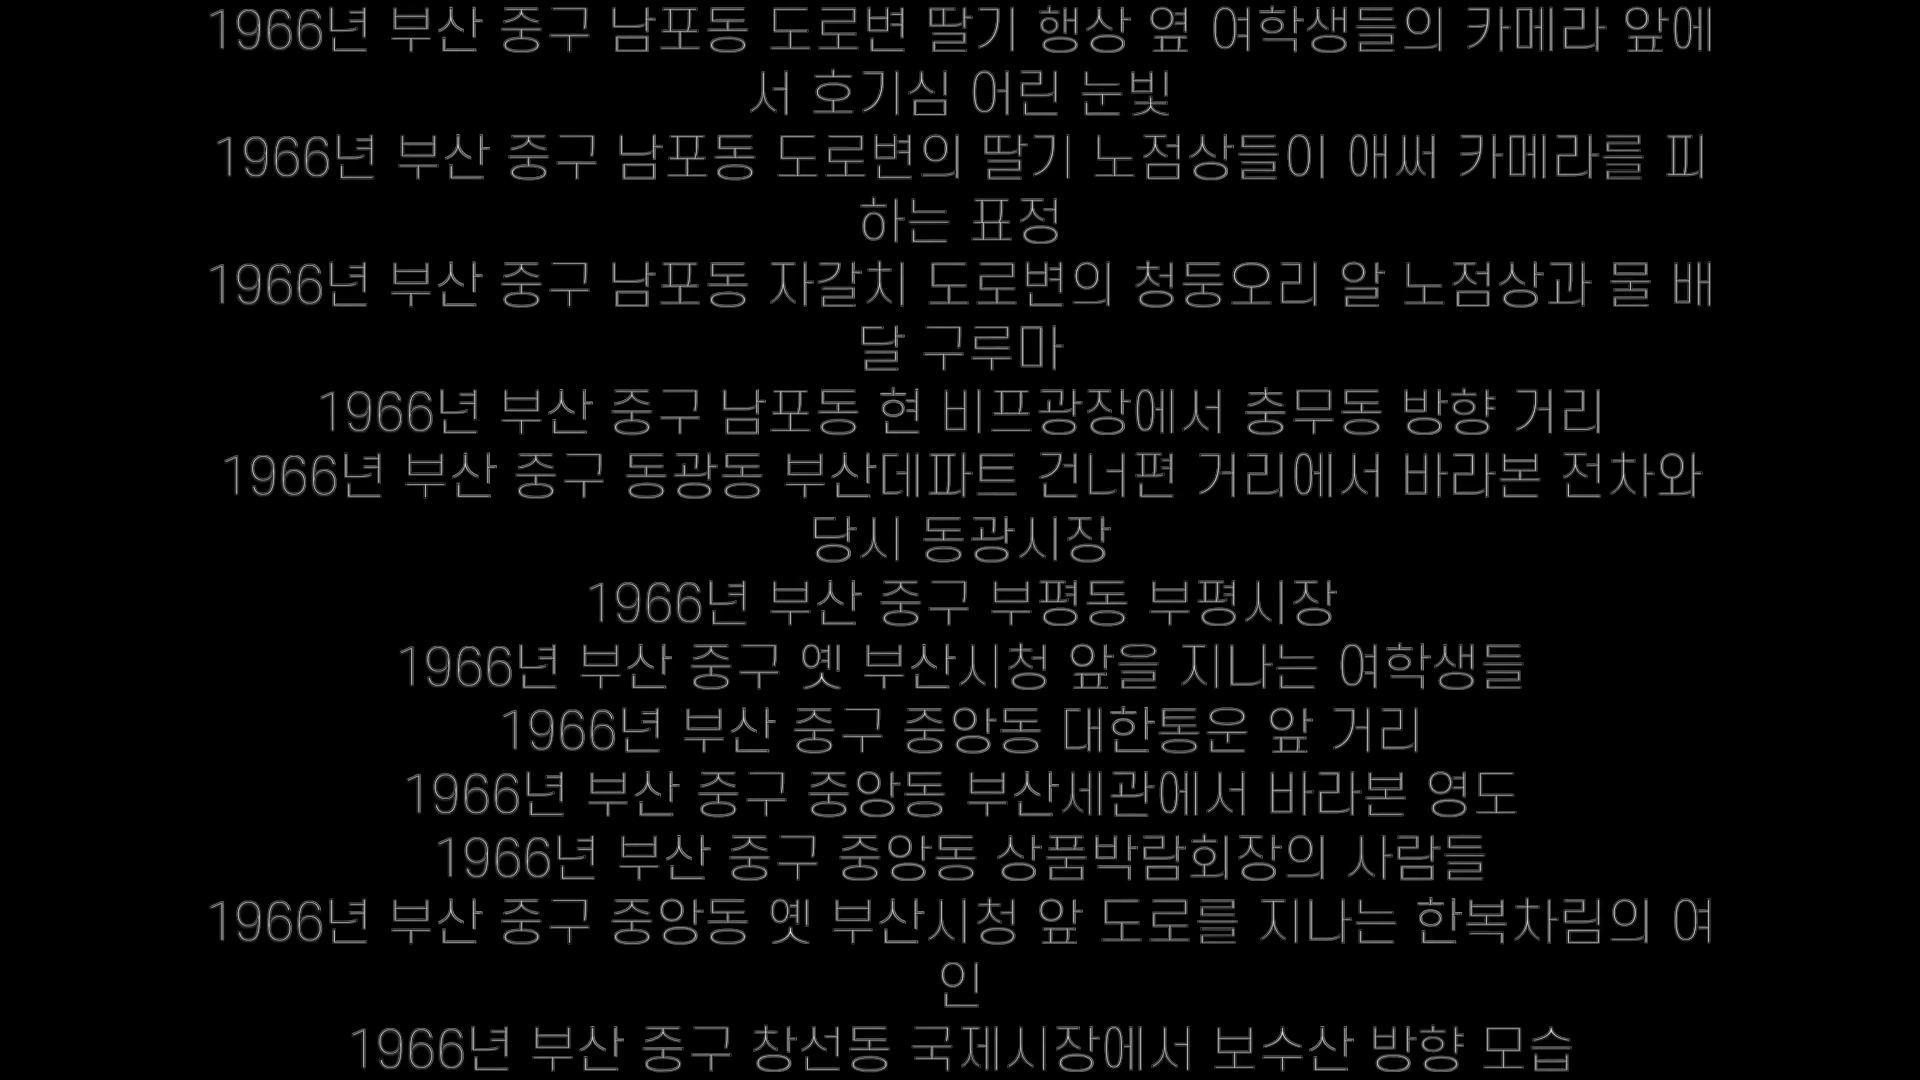 1966년 부산 중구 남포동 도로변 딸기 행상 옆 여학생들의 카메라 앞에
서 호기심 어린 눈빛
1966년 부산 중구 남포동 도로변의 딸기 노점상들이 애써 카메라를 피
하는 표정
1966년 부산 중구 남포동 자갈치 도로변의 청둥오리 알 노점상과 물 배
달 구루마
1966년 부산 중구 남포동 현 비프광장에서 충무동 방향 거리
1966년 부산 중구 동광동 부산데파트 건너편 거리에서 바라본 전차와
당시 동광시장
1966년 부산 중구 부평동 부평시장
1966년 부산 중구 옛 부산시청 앞을 지나는 여학생들
1966년 부산 중구 중앙동 대한통운 앞 거리
1966년 부산 중구 중앙동 부산세관에서 바라본 영도
1966년 부산 중구 중앙동 상품박람회장의 사람들
1966년 부산 중구 중앙동 옛 부산시청 앞 도로를 지나는 한복차림의 여
인
1966년 부산 중구 창선동 국제시장에서 보수산 방향 모습